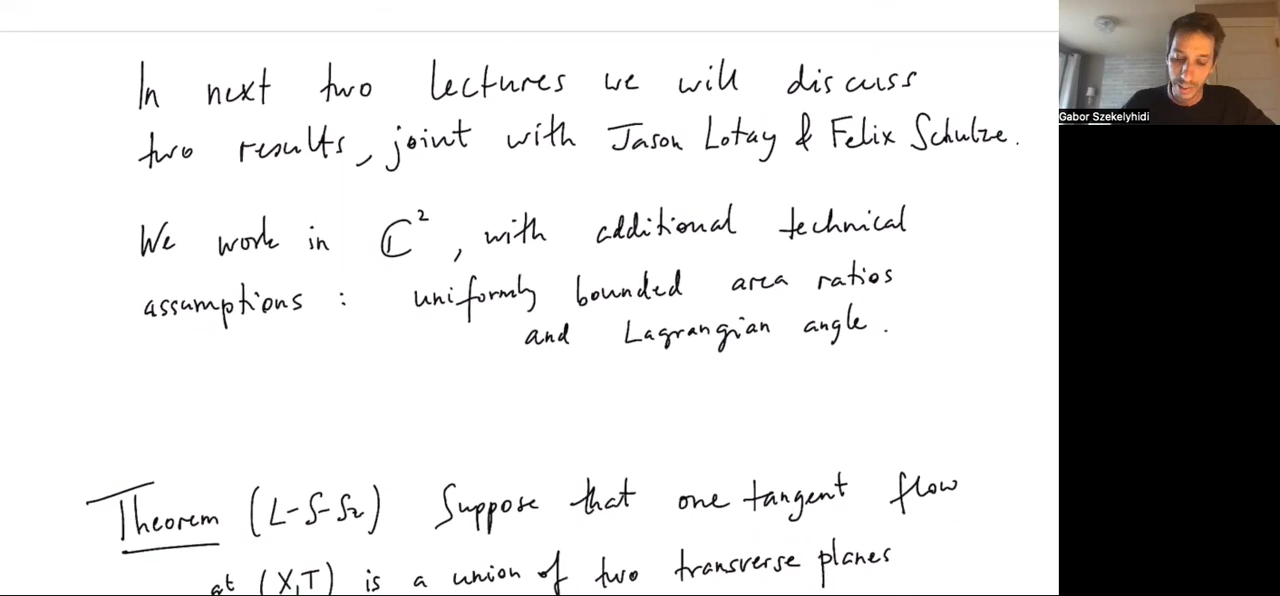 In next two lectures we will discuss
two results, joint with Jason Lotay & Felix Schulze.
We work in ℂ², with additional technical
assumptions : uniformly bounded area ratios
and Lagrangian angle.
Theorem (L-S-Sz) Suppose that one tangent flow
at (X,T) is a union of two transverse planes
Gabor Szekelyhidi